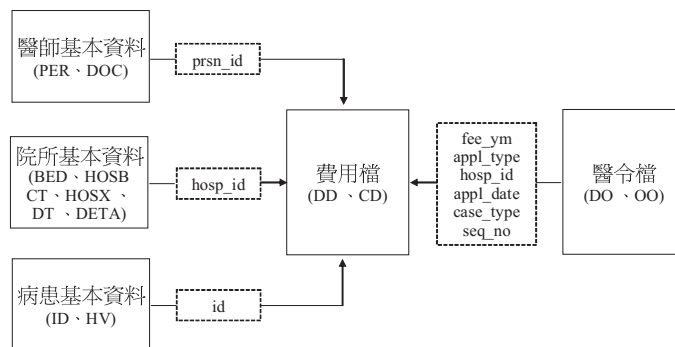 醫師基本資料
(PER、DOC)
prsn_id
院所基本資料
(BED、HOSB
CT、HOSX、
DT、DETA)
hosp_id
病患基本資料
(ID、HV)
id
費用檔
(DD、CD)
fee_ym
appl_type
hosp_id
appl_date
case_type
seq_no
醫令檔
(DO、OO)